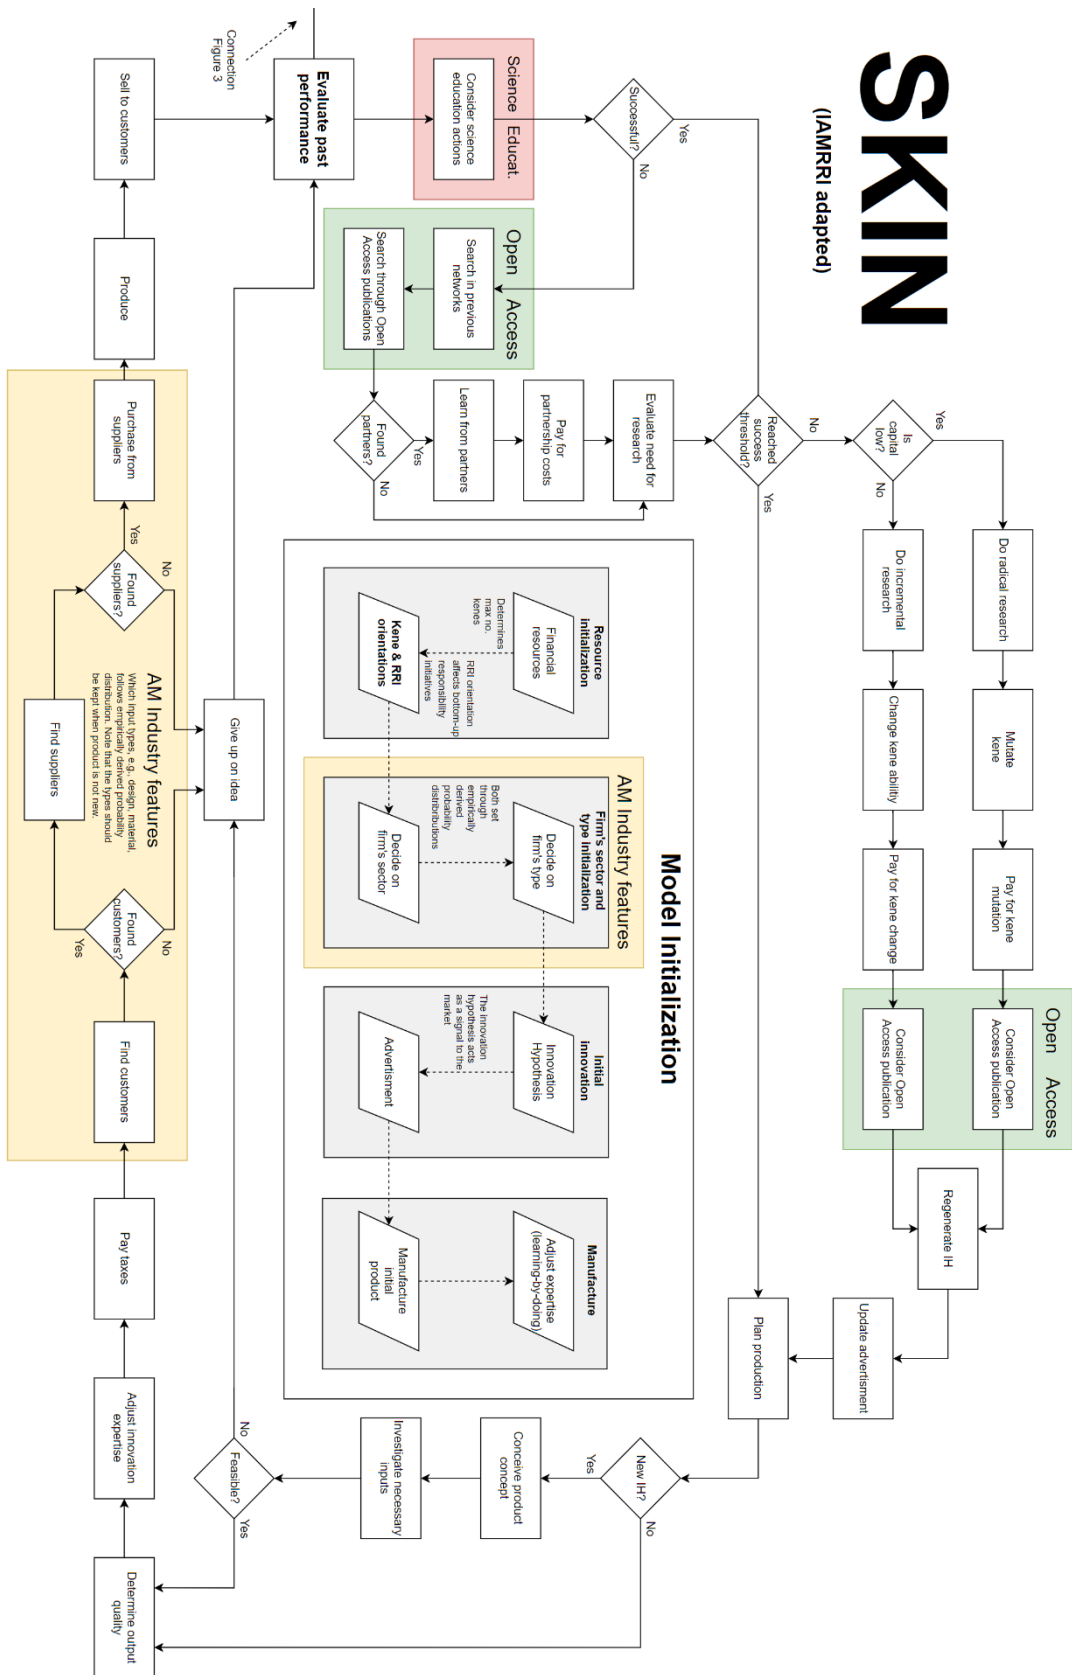 SKIN
(IAMRRI adapted)
Connection
Figure 3
Evaluate past
performance
Science Educat.
Consider science
education actions
Successful?
Yes
No
Open Access
Search in previous
networks
Search through Open
Access publications
Found
partners?
Yes
No
Learn from partners
Pay for
partnership costs
Evaluate need for
research
Reached
success
threshold?
No
Yes
Is
capital
low?
Yes
No
Do radical research
Mutate
kene
Pay for kene
mutation
Do incremental
research
Change kene ability
Pay for kene change
Open Access
Consider Open
Access publication
Consider Open
Access publication
Regenerate IH
Update advertisment
Plan production
New IH?
No
Yes
Conceive product
concept
Investigate necessary
inputs
Feasible?
No
Yes
Determine output
quality
Adjust innovation
expertise
Pay taxes
Find customers
Found
customers?
No
Yes
Find suppliers
Found
suppliers?
No
Yes
Give up on idea
AM Industry features
Which input types, e.g., design, material,
follows empirically derived probability
distribution. Note that the types should
be kept when product is not new.
Purchase from
suppliers
Produce
Sell to customers
Model Initialization
Resource
initialization
Financial
resources
Determines
max no.
kenes
RRI orientation
affects bottom-up
responsibility
initiatives
Kene & RRI
orientations
AM Industry features
Firm's sector and
type Initialization
Decide on
firm's type
Both set
through
empirically
derived
probability
distributions
Decide on
firm's sector
Initial
innovation
Innovation
Hypothesis
The innovation
hypothesis acts
as a signal to the
market
Advertisment
Manufacture
Adjust expertise
(learning-by-doing)
Manufacture
initial
product